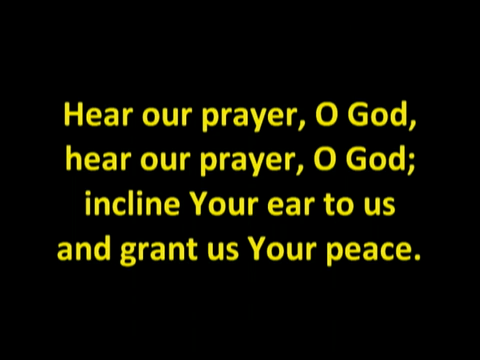 Hear our prayer, O God,
hear our prayer, O God;
incline Your ear to us
and grant us Your peace.